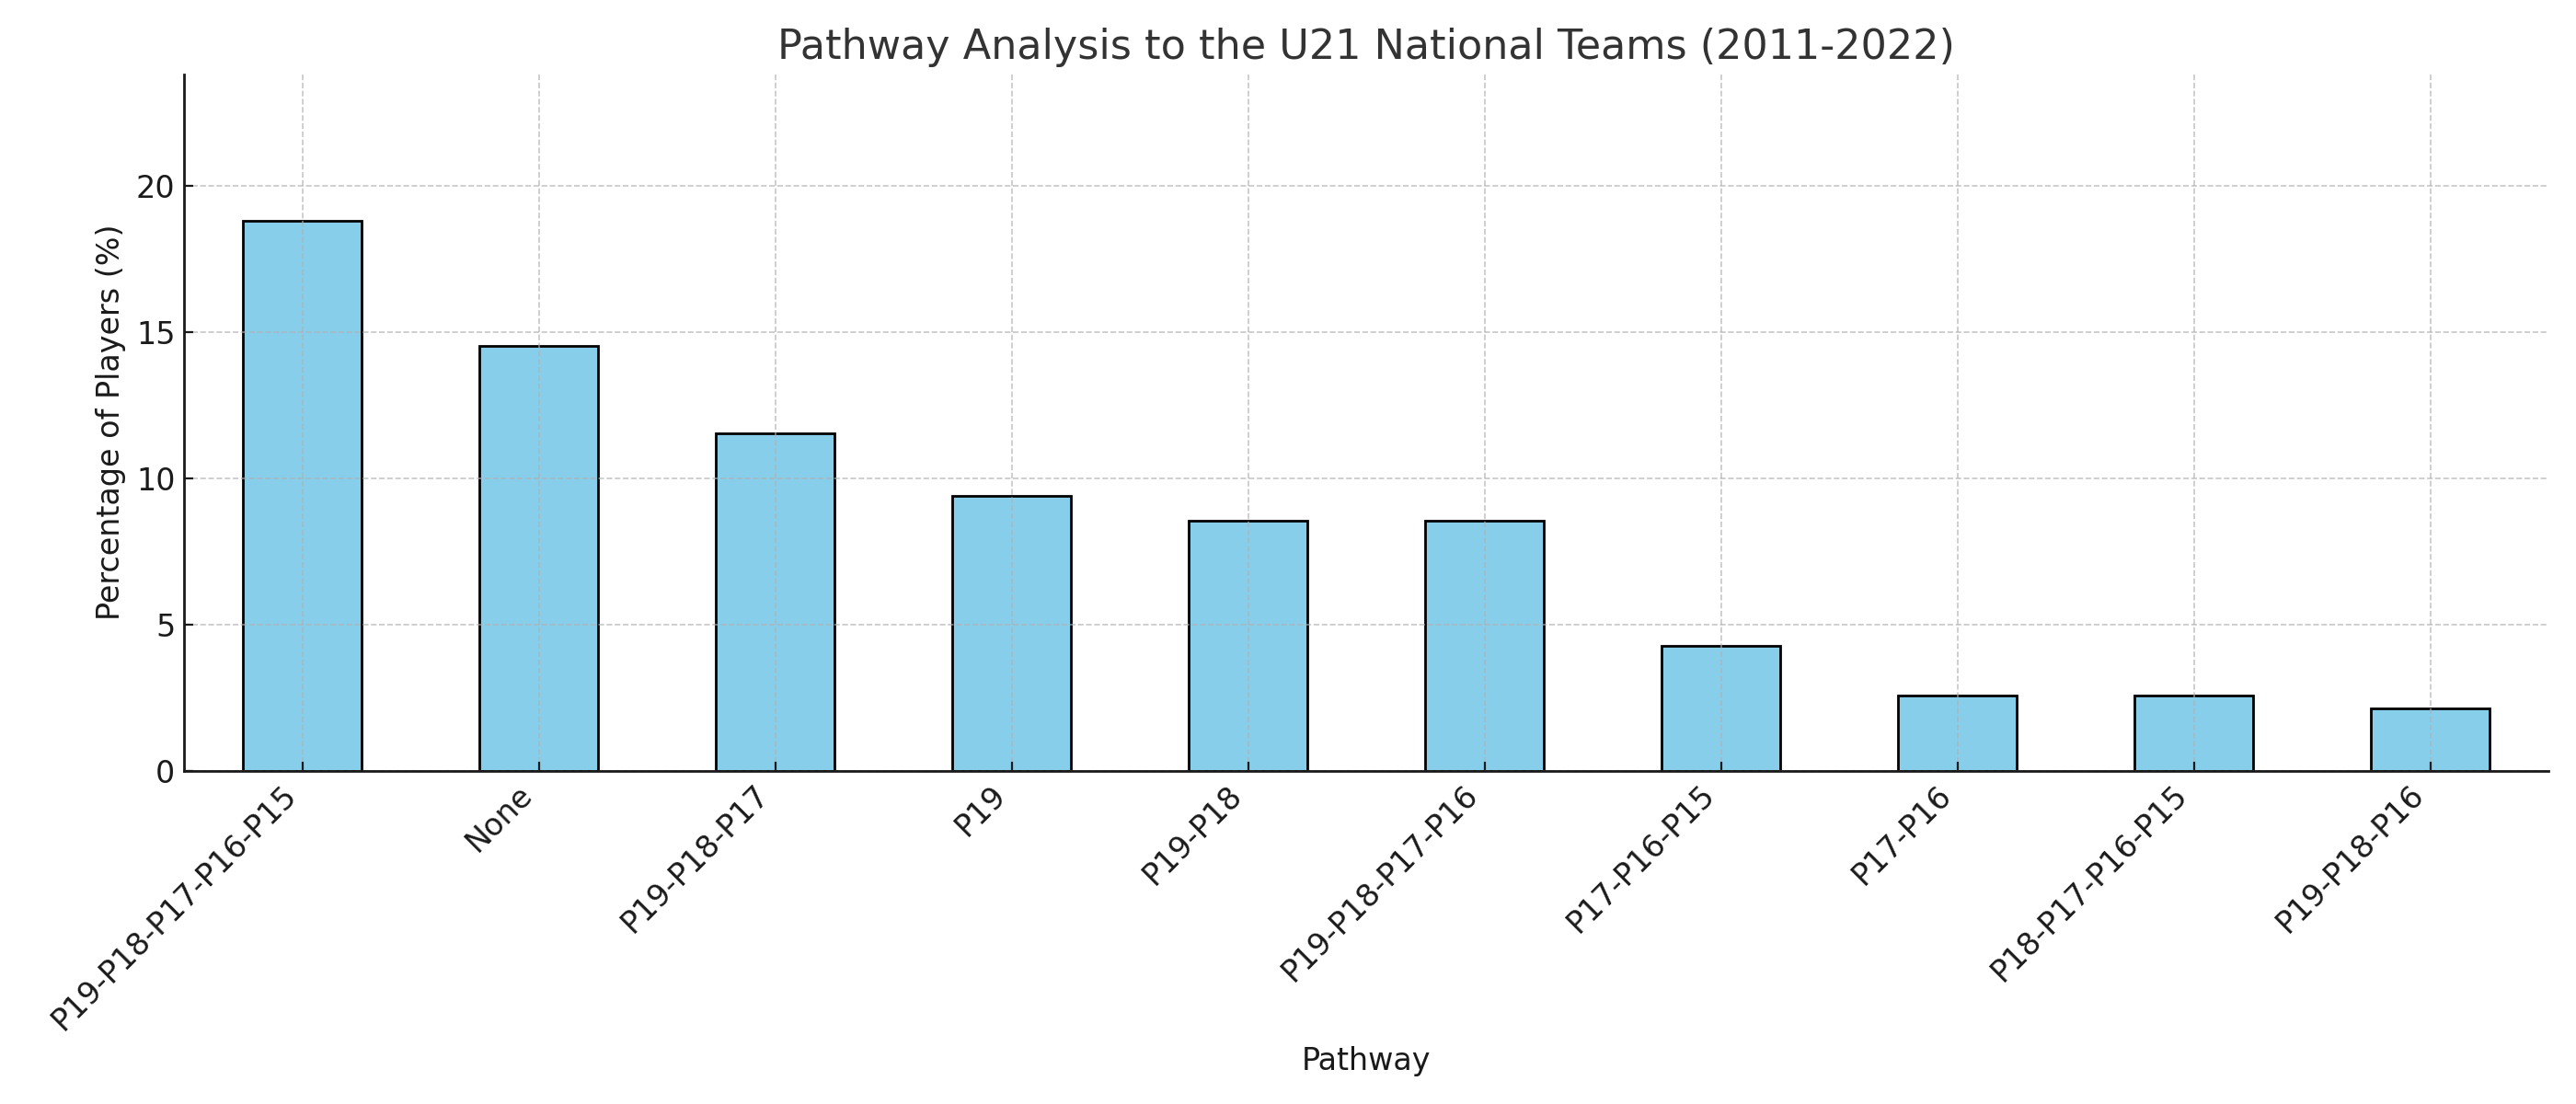 Pathway Analysis to the U21 National Teams (2011-2022)
Percentage of Players (%)
20
15
10
5
0
P19-P18-P17-P16-P15
None
P19-P18-P17
P19
P19-P18
P19-P18-P17-P16
P17-P16-P15
P17-P16
P18-P17-P16-P15
P19-P18-P16
Pathway